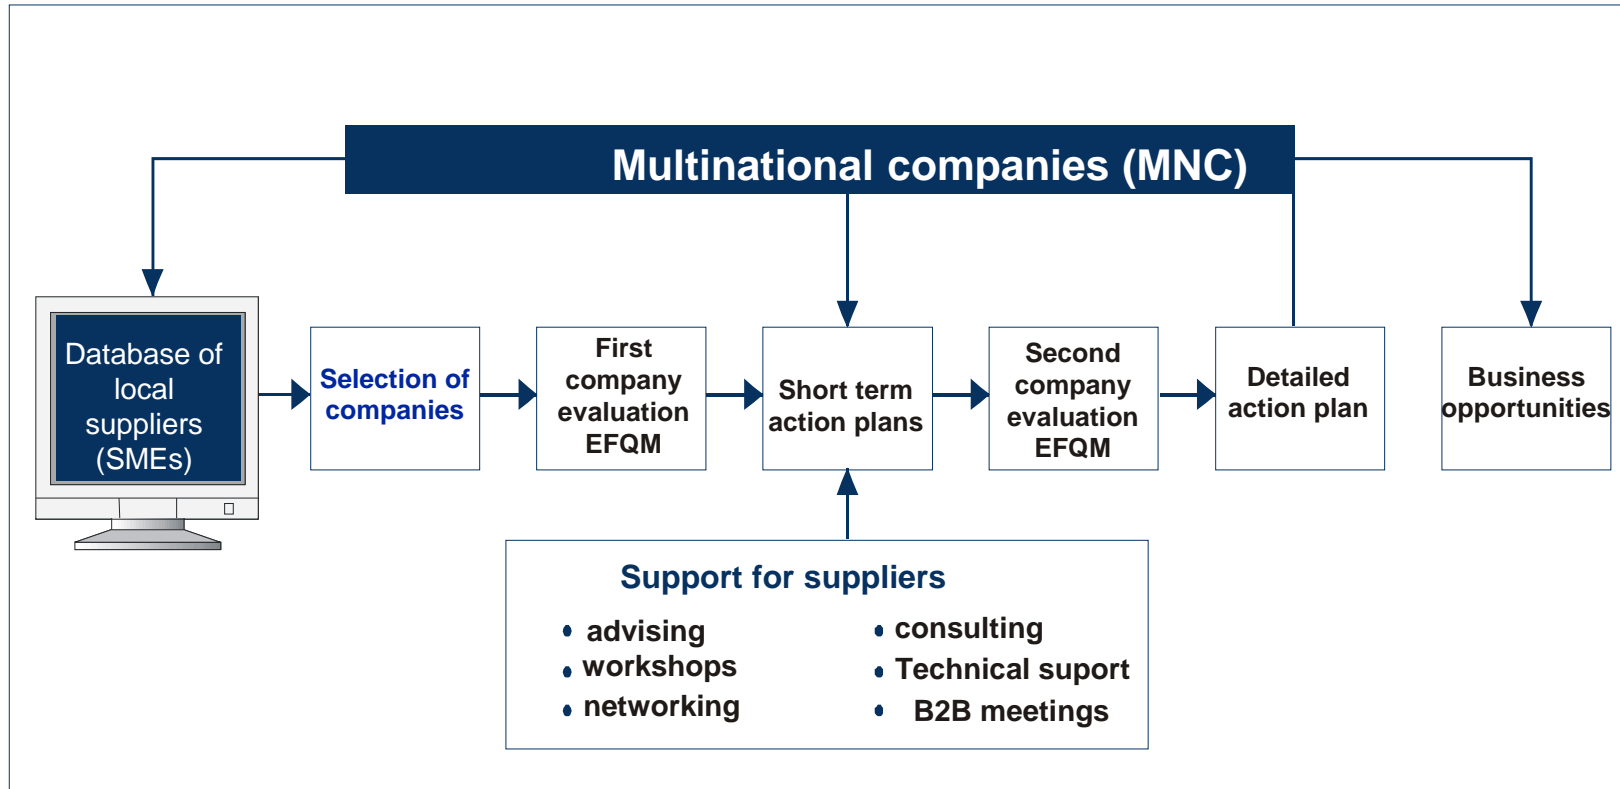 Multinational companies (MNC)
Database of
local
suppliers
(SMEs)
Selection of
companies
First
company
evaluation
EFQM
Short term
action plans
Second
company
evaluation
EFQM
Detailed
action plan
Business
opportunities
Support for suppliers
• advising
• workshops
• networking
• consulting
• Technical suport
• B2B meetings